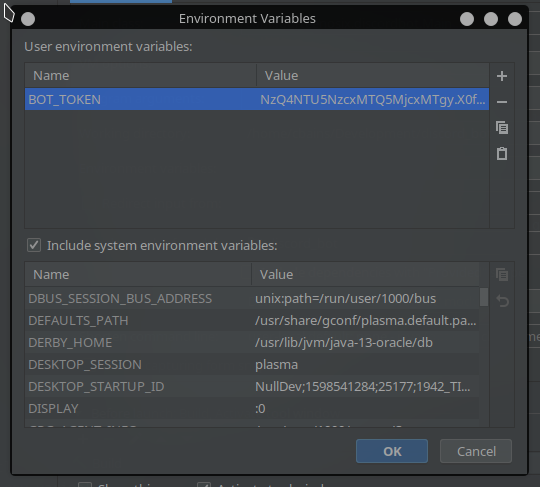 Environment Variables
User environment variables:
Name Value
BOT_TOKEN NzQ4NTU5NzcxMTQ5MjcxMTgy.X0f...
Include system environment variables:
Name Value
DBUS_SESSION_BUS_ADDRESS unix:path=/run/user/1000/bus
DEFAULTS_PATH /usr/share/gconf/plasma.default.pa...
DERBY_HOME /usr/lib/jvm/java-13-oracle/db
DESKTOP_SESSION plasma
DESKTOP_STARTUP_ID NullDev;1598541284;25177;1942_TI...
DISPLAY :0
OK Cancel